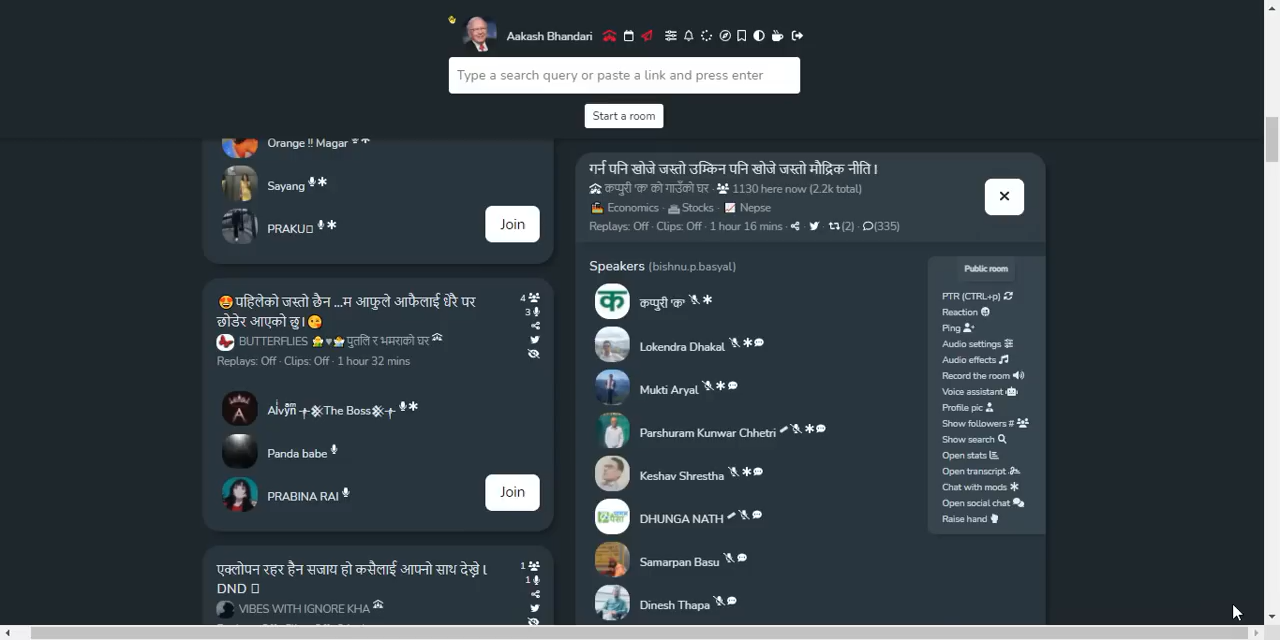 Aakash Bhandari
Type a search query or paste a link and press enter
Start a room
Orange !! Magar
Sayang
PRAKU
Join
🤩पहिलेको जस्तो छैन ...म आफुले आफैलाई धेरै पर
छोडेर आएको छु।😘
4
3
BUTTERFLIES 🧑‍🌾♥️🧑‍🌾 पुतलि र भमराको घर
Replays: Off · Clips: Off · 1 hour 32 mins
The Boss
Panda babe
PRABINA RAI
Join
एक्लोपन रहर हैन सजाय हो कसैलाई आफ्नो साथ देखे़ l
DND
1
1
VIBES WITH IGNORE KHA
गर्न पनि खोजे जस्तो उम्किन पनि खोजे जस्तो मौद्रिक नीति ।
कप्पुरी 'क' को गाउँको घर · 1130 here now (2.2k total)
Economics · Stocks · Nepse
Replays: Off · Clips: Off · 1 hour 16 mins · (2) (335)
Speakers (bishnu.p.basyal)
क
कप्पुरी 'क'
Lokendra Dhakal
Mukti Aryal
Parshuram Kunwar Chhetri
Keshav Shrestha
DHUNGA NATH
Samarpan Basu
Dinesh Thapa
Public room
PTR (CTRL+p)
Reaction
Ping
Audio settings
Audio effects
Record the room
Voice assistant
Profile pic
Show followers #
Show search
Open stats
Open transcript
Chat with mods
Open social chat
Raise hand